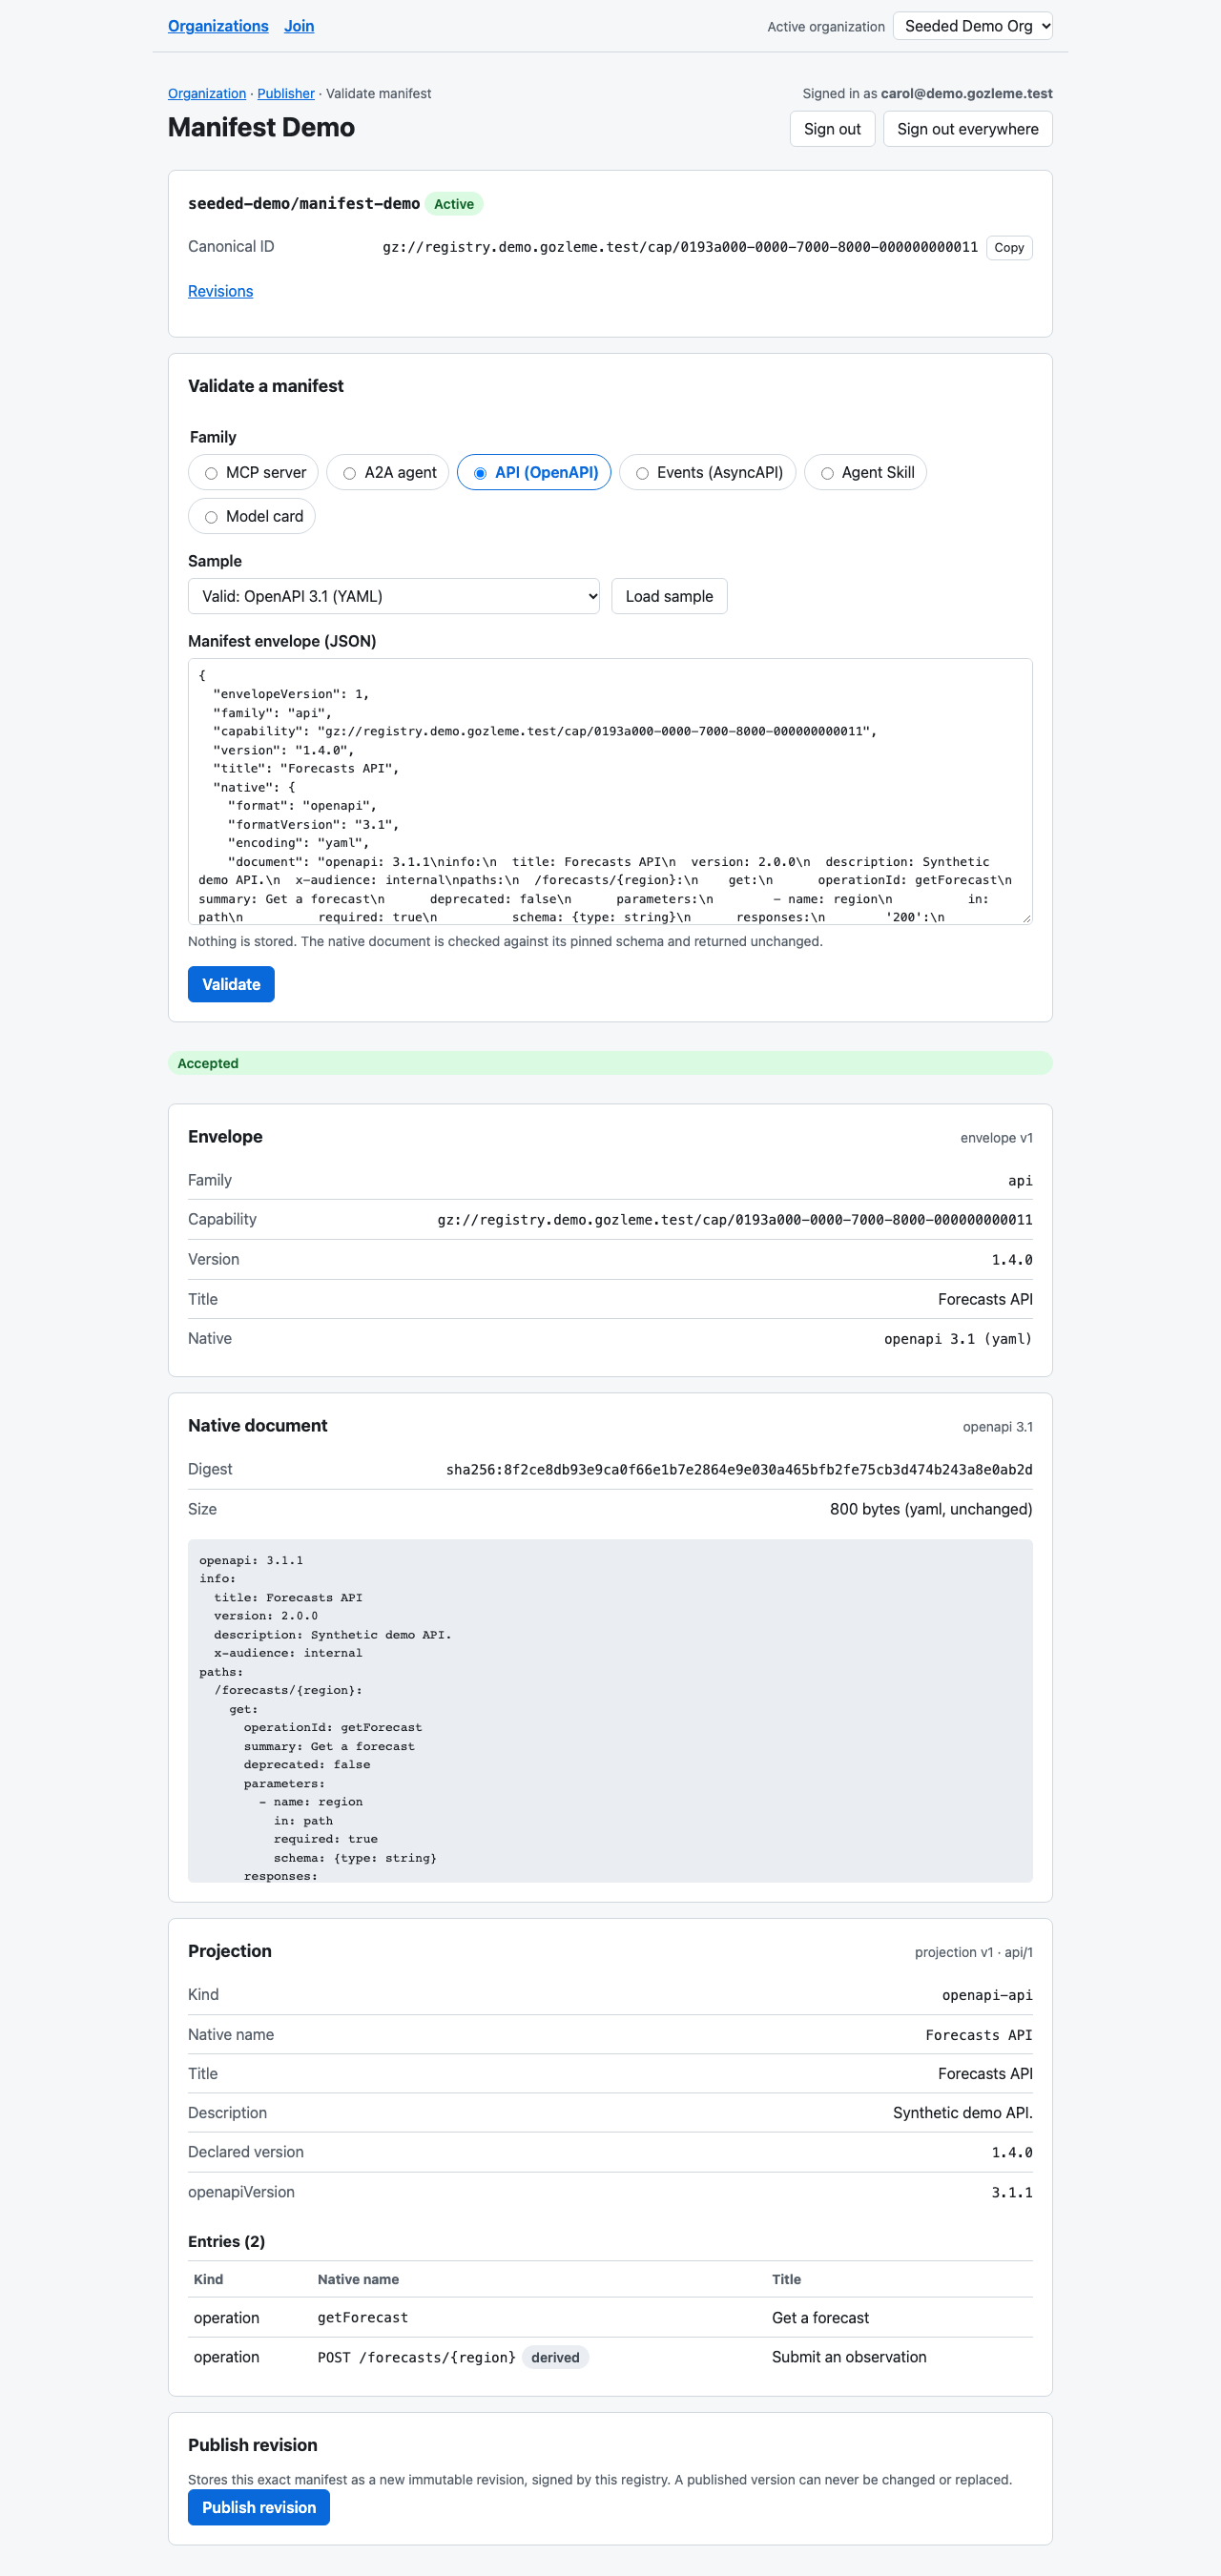 Organizations Join Active organization Seeded Demo Org
Organization · Publisher · Validate manifest Signed in as carol@demo.gozleme.test
Manifest Demo Sign out Sign out everywhere
seeded-demo/manifest-demo Active
Canonical ID gz://registry.demo.gozleme.test/cap/0193a000-0000-7000-8000-000000000011 Copy
Revisions
Validate a manifest
Family
MCP server A2A agent API (OpenAPI) Events (AsyncAPI) Agent Skill
Model card
Sample
Valid: OpenAPI 3.1 (YAML) Load sample
Manifest envelope (JSON)
{
  "envelopeVersion": 1,
  "family": "api",
  "capability": "gz://registry.demo.gozleme.test/cap/0193a000-0000-7000-8000-000000000011",
  "version": "1.4.0",
  "title": "Forecasts API",
  "native": {
    "format": "openapi",
    "formatVersion": "3.1",
    "encoding": "yaml",
    "document": "openapi: 3.1.1\ninfo:\n  title: Forecasts API\n  version: 2.0.0\n  description: Synthetic
demo API.\n  x-audience: internal\npaths:\n  /forecasts/{region}:\n    get:\n      operationId: getForecast\n
summary: Get a forecast\n      deprecated: false\n      parameters:\n        - name: region\n          in:
path\n          required: true\n          schema: {type: string}\n      responses:\n        '200':\n
Nothing is stored. The native document is checked against its pinned schema and returned unchanged.
Validate
Accepted
Envelope envelope v1
Family api
Capability gz://registry.demo.gozleme.test/cap/0193a000-0000-7000-8000-000000000011
Version 1.4.0
Title Forecasts API
Native openapi 3.1 (yaml)
Native document openapi 3.1
Digest sha256:8f2ce8db93e9ca0f66e1b7e2864e9e030a465bfb2fe75cb3d474b243a8e0ab2d
Size 800 bytes (yaml, unchanged)
openapi: 3.1.1
info:
  title: Forecasts API
  version: 2.0.0
  description: Synthetic demo API.
  x-audience: internal
paths:
  /forecasts/{region}:
    get:
      operationId: getForecast
      summary: Get a forecast
      deprecated: false
      parameters:
        - name: region
          in: path
          required: true
          schema: {type: string}
      responses:
Projection projection v1 · api/1
Kind openapi-api
Native name Forecasts API
Title Forecasts API
Description Synthetic demo API.
Declared version 1.4.0
openapiVersion 3.1.1
Entries (2)
Kind Native name Title
operation getForecast Get a forecast
operation POST /forecasts/{region} derived Submit an observation
Publish revision
Stores this exact manifest as a new immutable revision, signed by this registry. A published version can never be changed or replaced.
Publish revision